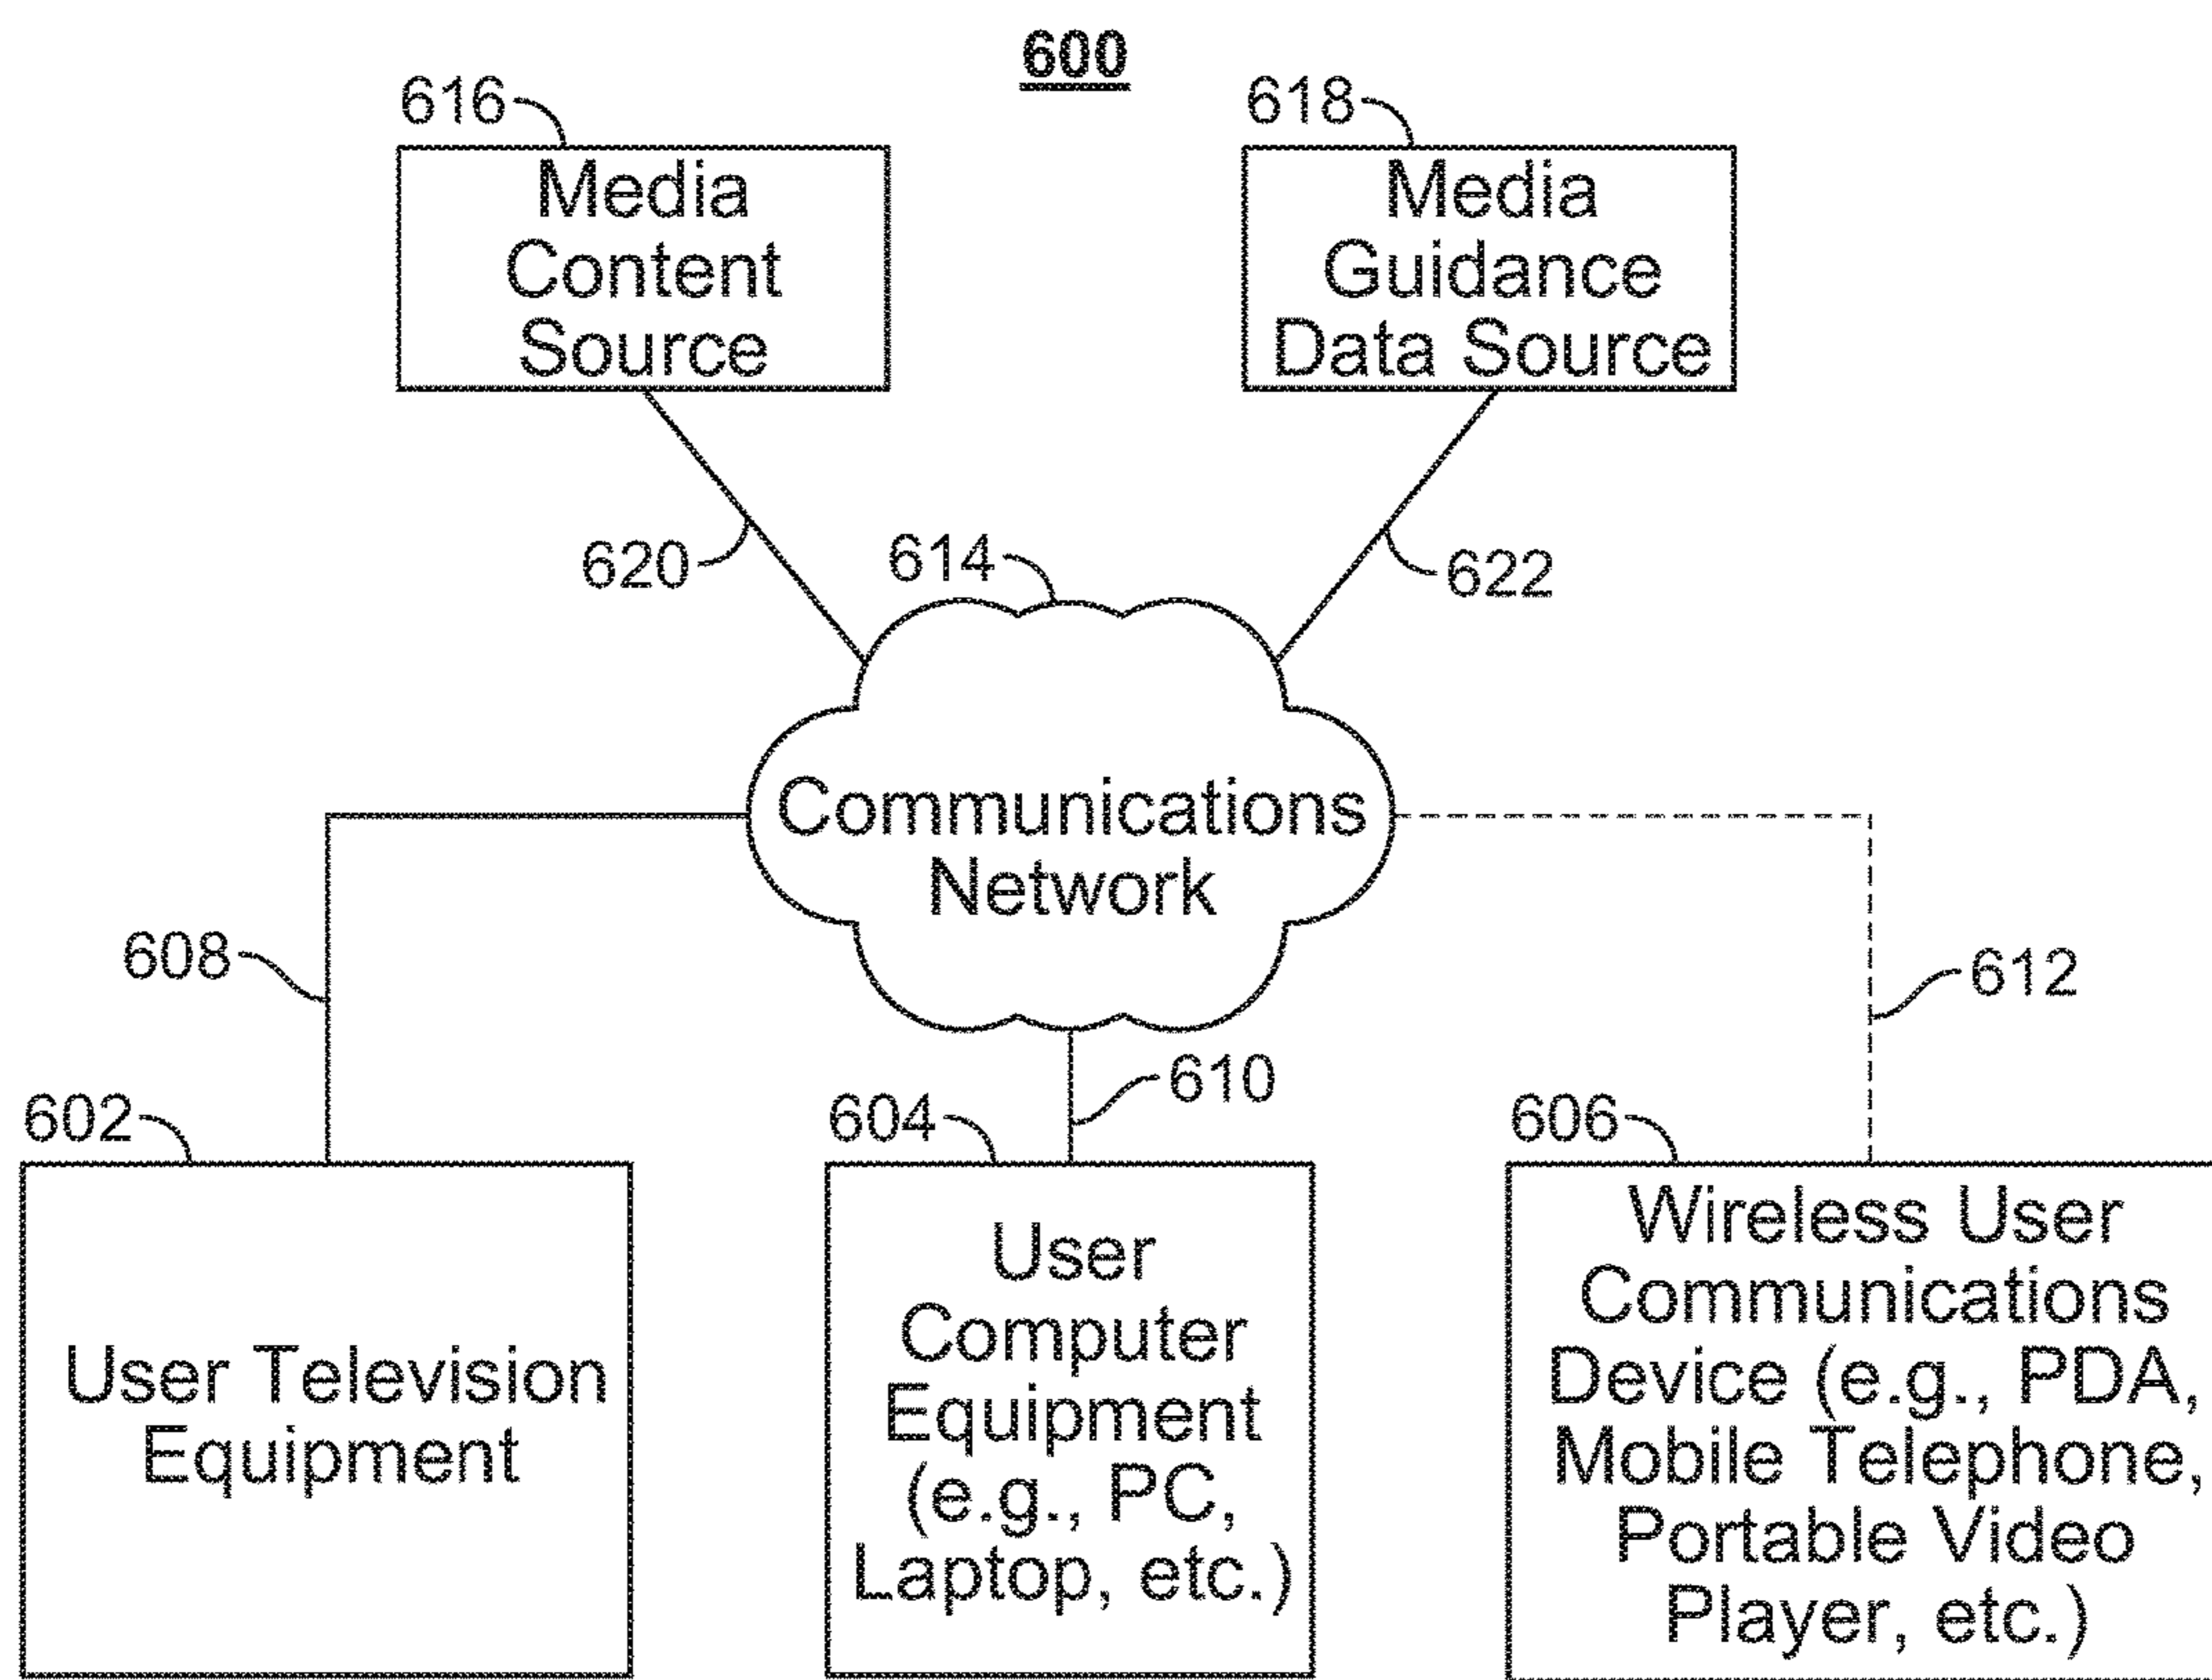 600
616
618
Media
Content
Source
Media
Guidance
Data Source
620
614
622
Communications
Network
608
612
610
602
604
606
User Television
Equipment
User
Computer
Equipment
(e.g., PC,
Laptop, etc.)
Wireless User
Communications
Device (e.g., PDA,
Mobile Telephone,
Portable Video
Player, etc.)